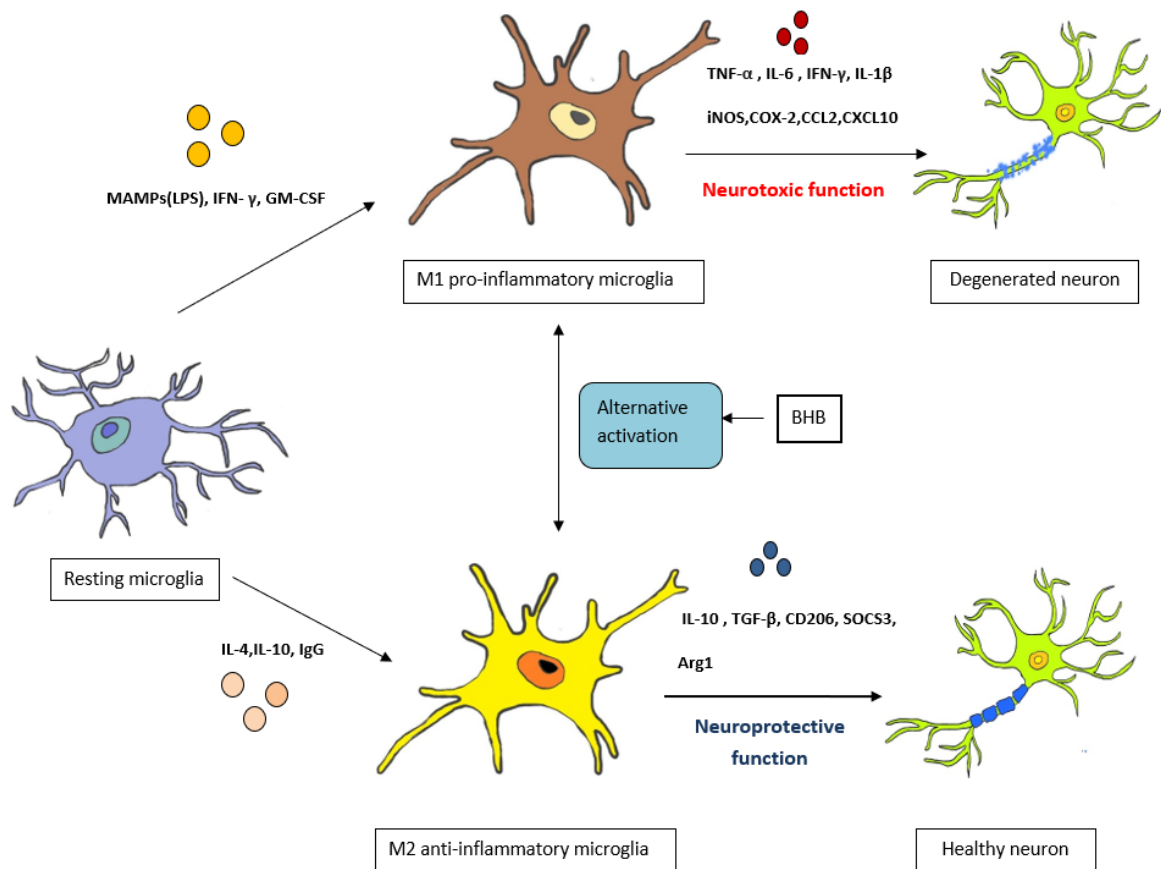 TNF-α , IL-6 , IFN-γ, IL-1β
iNOS,COX-2,CCL2,CXCL10
MAMPs(LPS), IFN- γ, GM-CSF
Neurotoxic function
M1 pro-inflammatory microglia
Degenerated neuron
Alternative
activation
BHB
Resting microglia
IL-10 , TGF-β, CD206, SOCS3,
Arg1
IL-4,IL-10, IgG
Neuroprotective
function
M2 anti-inflammatory microglia
Healthy neuron